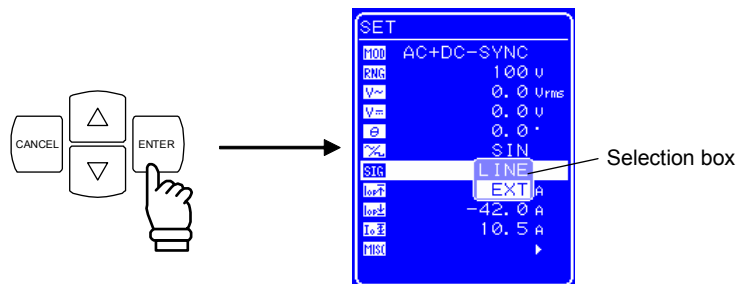 CANCEL
ENTER
SET
MOD AC+DC-SYNC
RNG 100 V
V~ 0.0 Vrms
V= 0.0 V
θ 0.0°
SIN
SIG LINE
EXT A
-42.0 A
10.5 A
MISC
Selection box